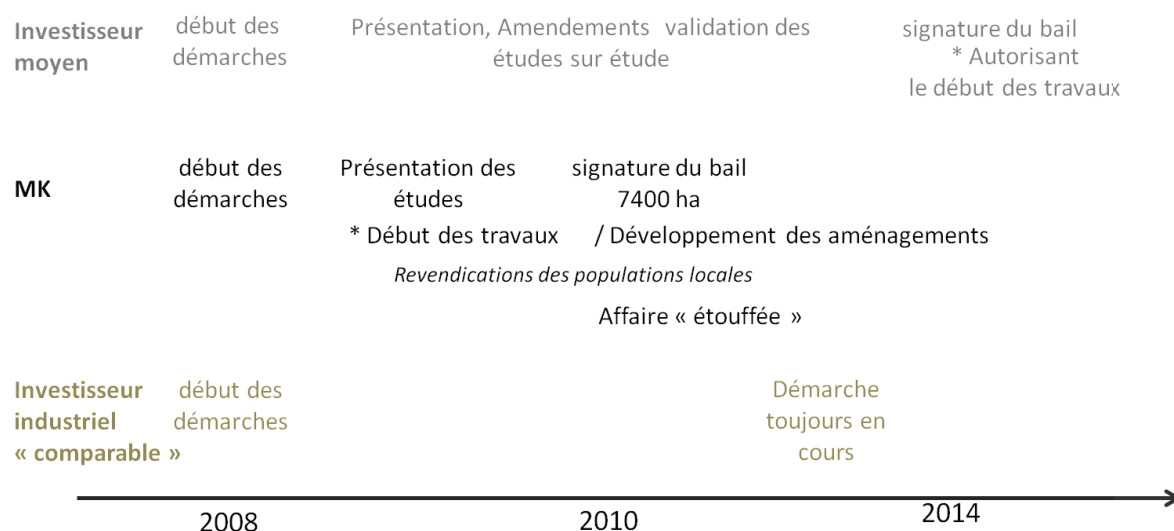 Investisseur moyen
début des démarches
Présentation, Amendements validation des études sur étude
signature du bail
* Autorisant
le début des travaux
MK
début des démarches
Présentation des études
signature du bail
7400 ha
* Début des travaux / Développement des aménagements
Revendications des populations locales
Affaire « étouffée »
Investisseur industriel « comparable »
début des démarches
Démarche toujours en cours
2008 2010 2014